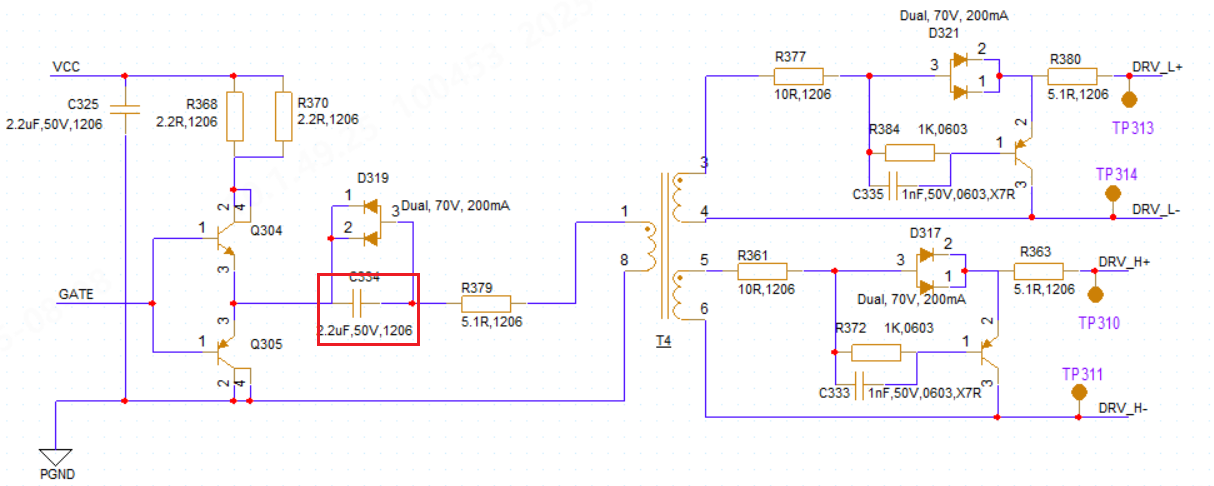 Dual, 70V, 200mA
D321
VCC
C325
2.2uF,50V,1206
R368
2.2R,1206
R370
2.2R,1206
R377
10R,1206
3
2
1
R380
5.1R,1206
DRV_L+
TP313
R384
1K,0603
1
2
3
C335
1nF,50V,0603,X7R
TP314
DRV_L-
D319
1
2
3
Dual, 70V, 200mA
2
4
1
Q304
3
GATE
C334
2.2uF,50V,1206
R379
5.1R,1206
1
8
3
4
5
6
T4
3
1
Q305
2
4
PGND
R361
10R,1206
D317
3
2
1
Dual, 70V, 200mA
R363
5.1R,1206
DRV_H+
TP310
R372
1K,0603
1
2
3
C333
1nF,50V,0603,X7R
TP311
DRV_H-